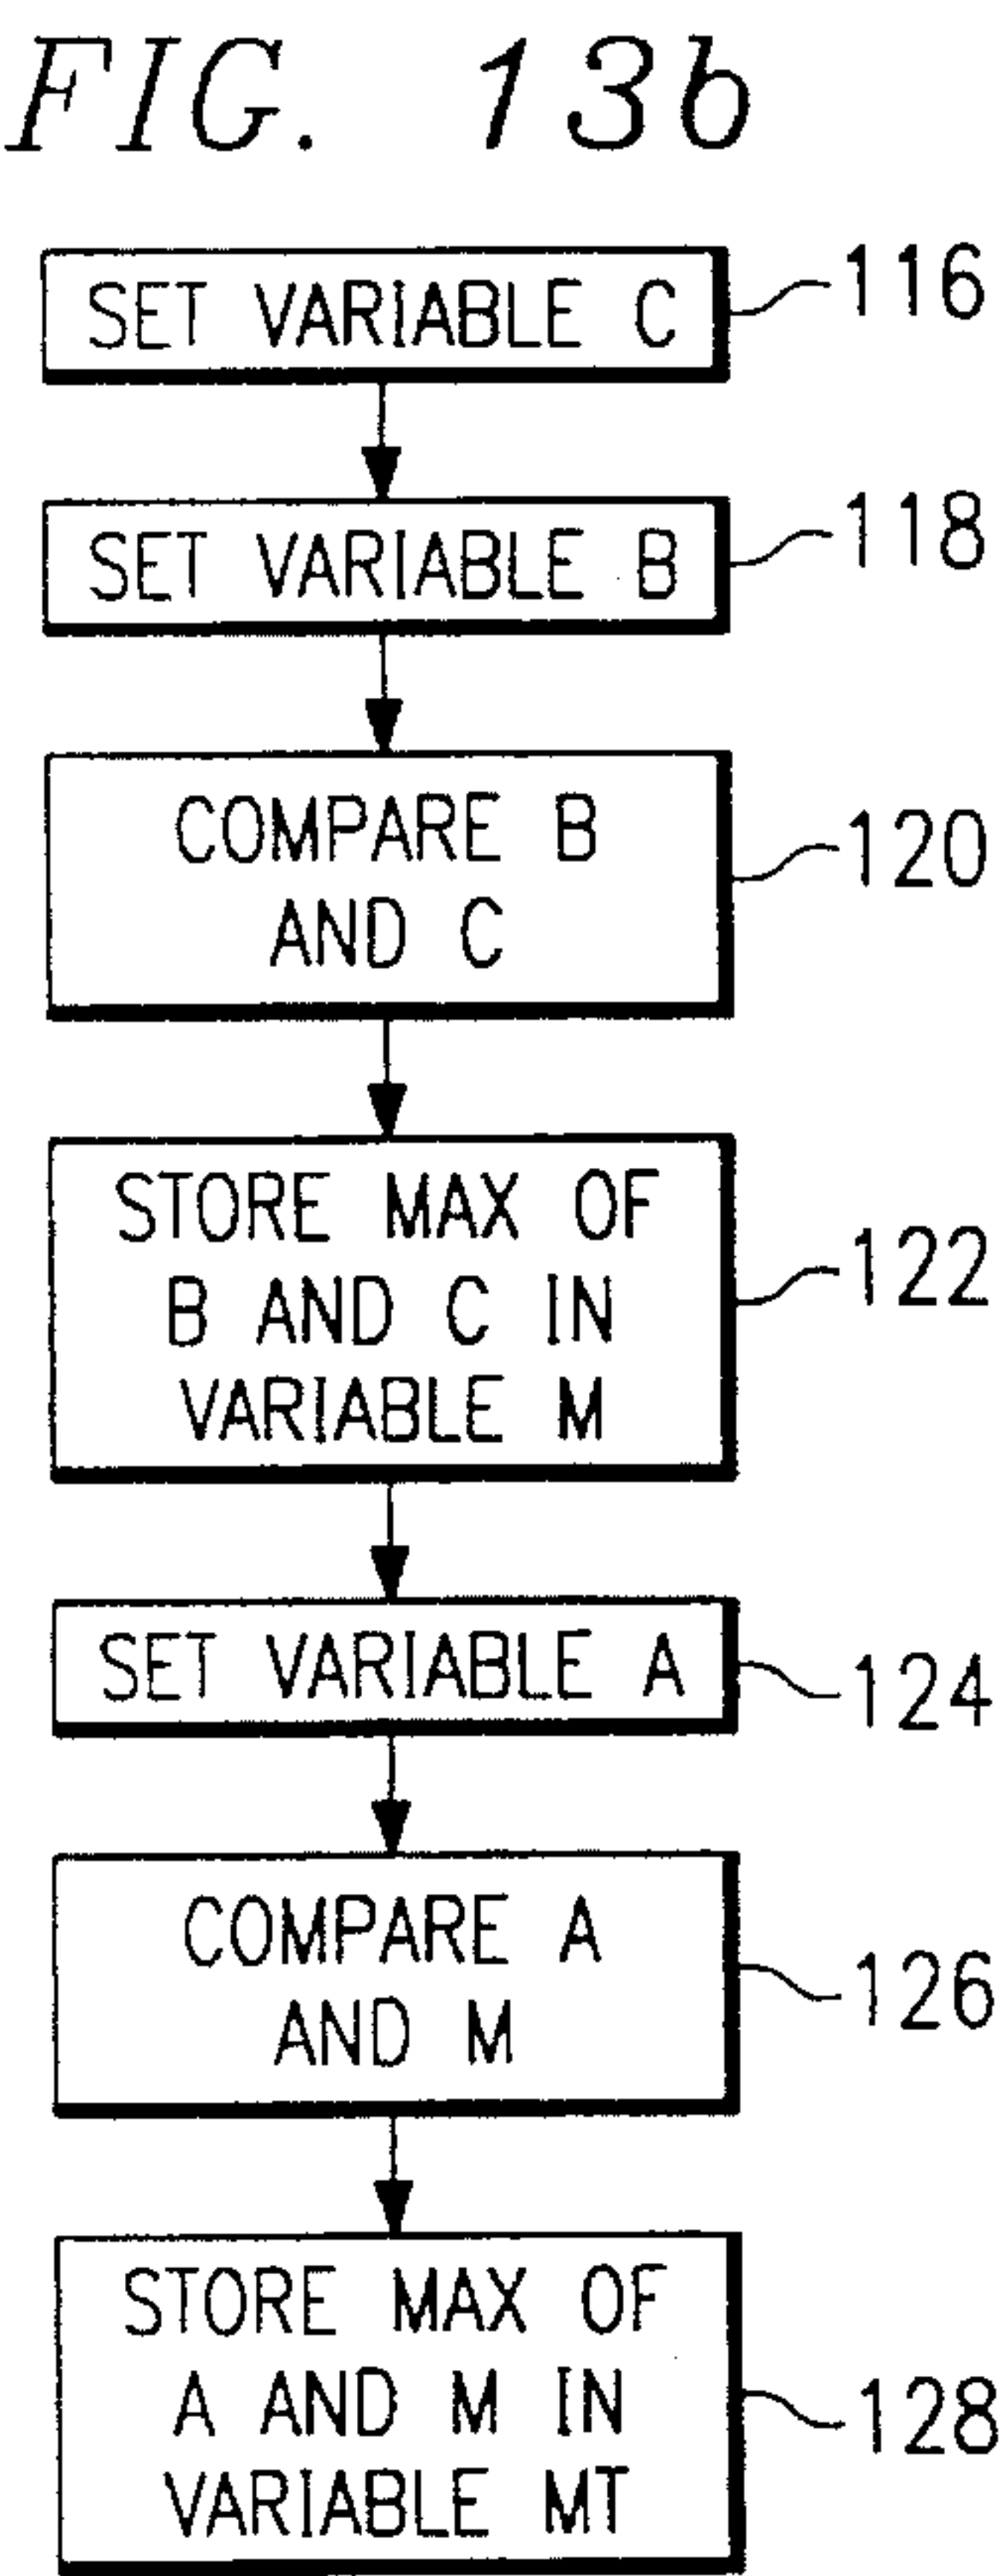 FIG. 13b
SET VARIABLE C
116
SET VARIABLE B
118
COMPARE B
AND C
120
STORE MAX OF
B AND C IN
VARIABLE M
122
SET VARIABLE A
124
COMPARE A
AND M
126
STORE MAX OF
A AND M IN
VARIABLE MT
128